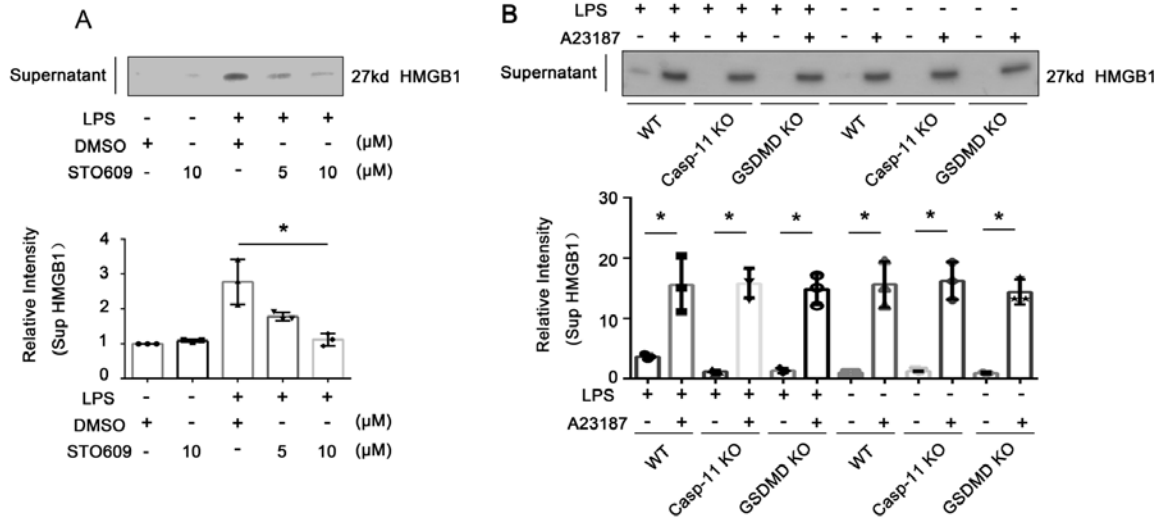 A
Supernatant
27kd HMGB1
LPS - - + + +
DMSO + - + - - (μM)
STO609 - 10 - 5 10 (μM)
Relative Intensity
(Sup HMGB1)
4
3
2
1
0
*
LPS + + +
DMSO + - + - - (μM)
STO609 - 10 - 5 10 (μM)
B
LPS + + + + + + - - - - - -
A23187 - + - + - + - + - + - +
Supernatant
27kd HMGB1
WT
Casp-11 KO
GSDMD KO
WT
Casp-11 KO
GSDMD KO
Relative Intensity
(Sup HMGB1)
30
20
10
0
* * * * * *
LPS + + + + + + - - - - - -
A23187 - + - + - + - + - + - +
WT
Casp-11 KO
GSDMD KO
WT
Casp-11 KO
GSDMD KO